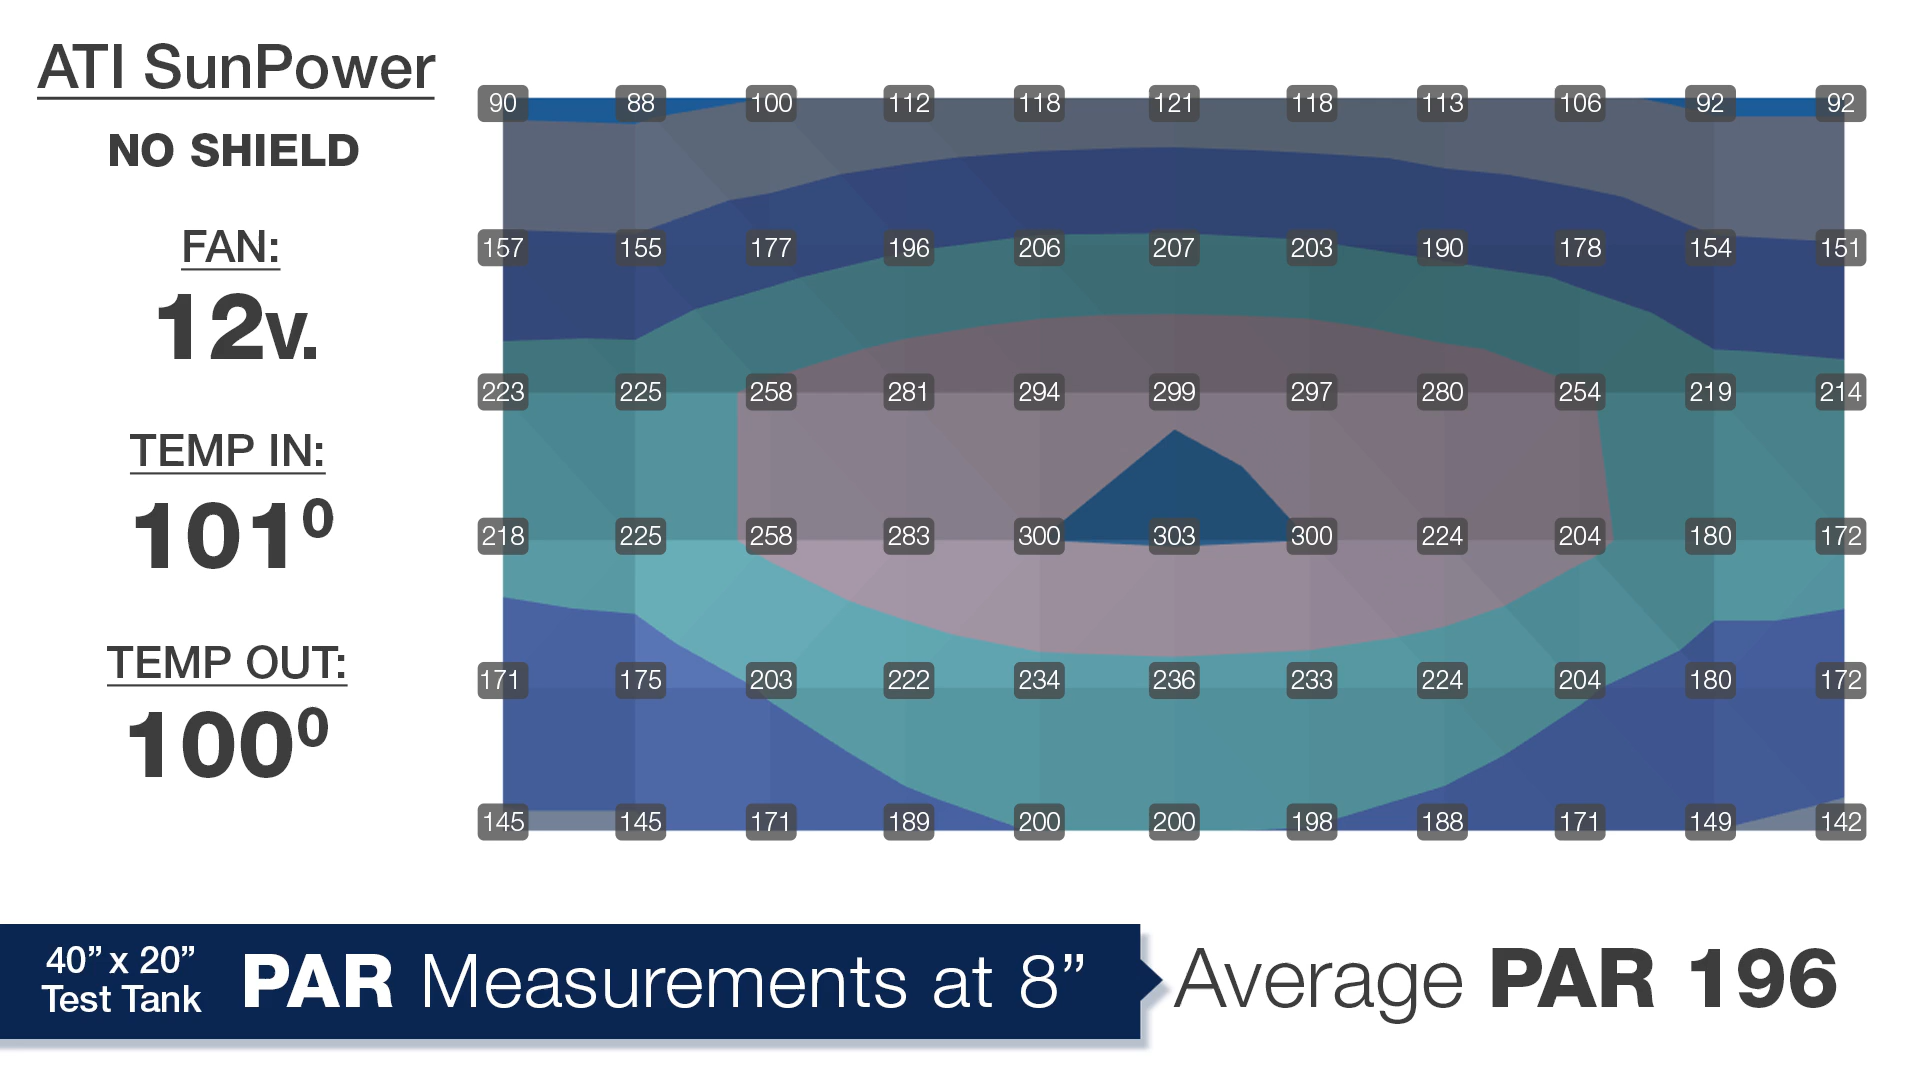 ATI SunPower
NO SHIELD
FAN:
12v.
TEMP IN:
101⁰
TEMP OUT:
100⁰
90 88 100 112 118 121 118 113 106 92 92
157 155 177 196 206 207 203 190 178 154 151
223 225 258 281 294 299 297 280 254 219 214
218 225 258 283 300 303 300 224 204 180 172
171 175 203 222 234 236 233 224 204 180 172
145 145 171 189 200 200 198 188 171 149 142
40” x 20”
Test Tank
PAR Measurements at 8”
Average PAR 196